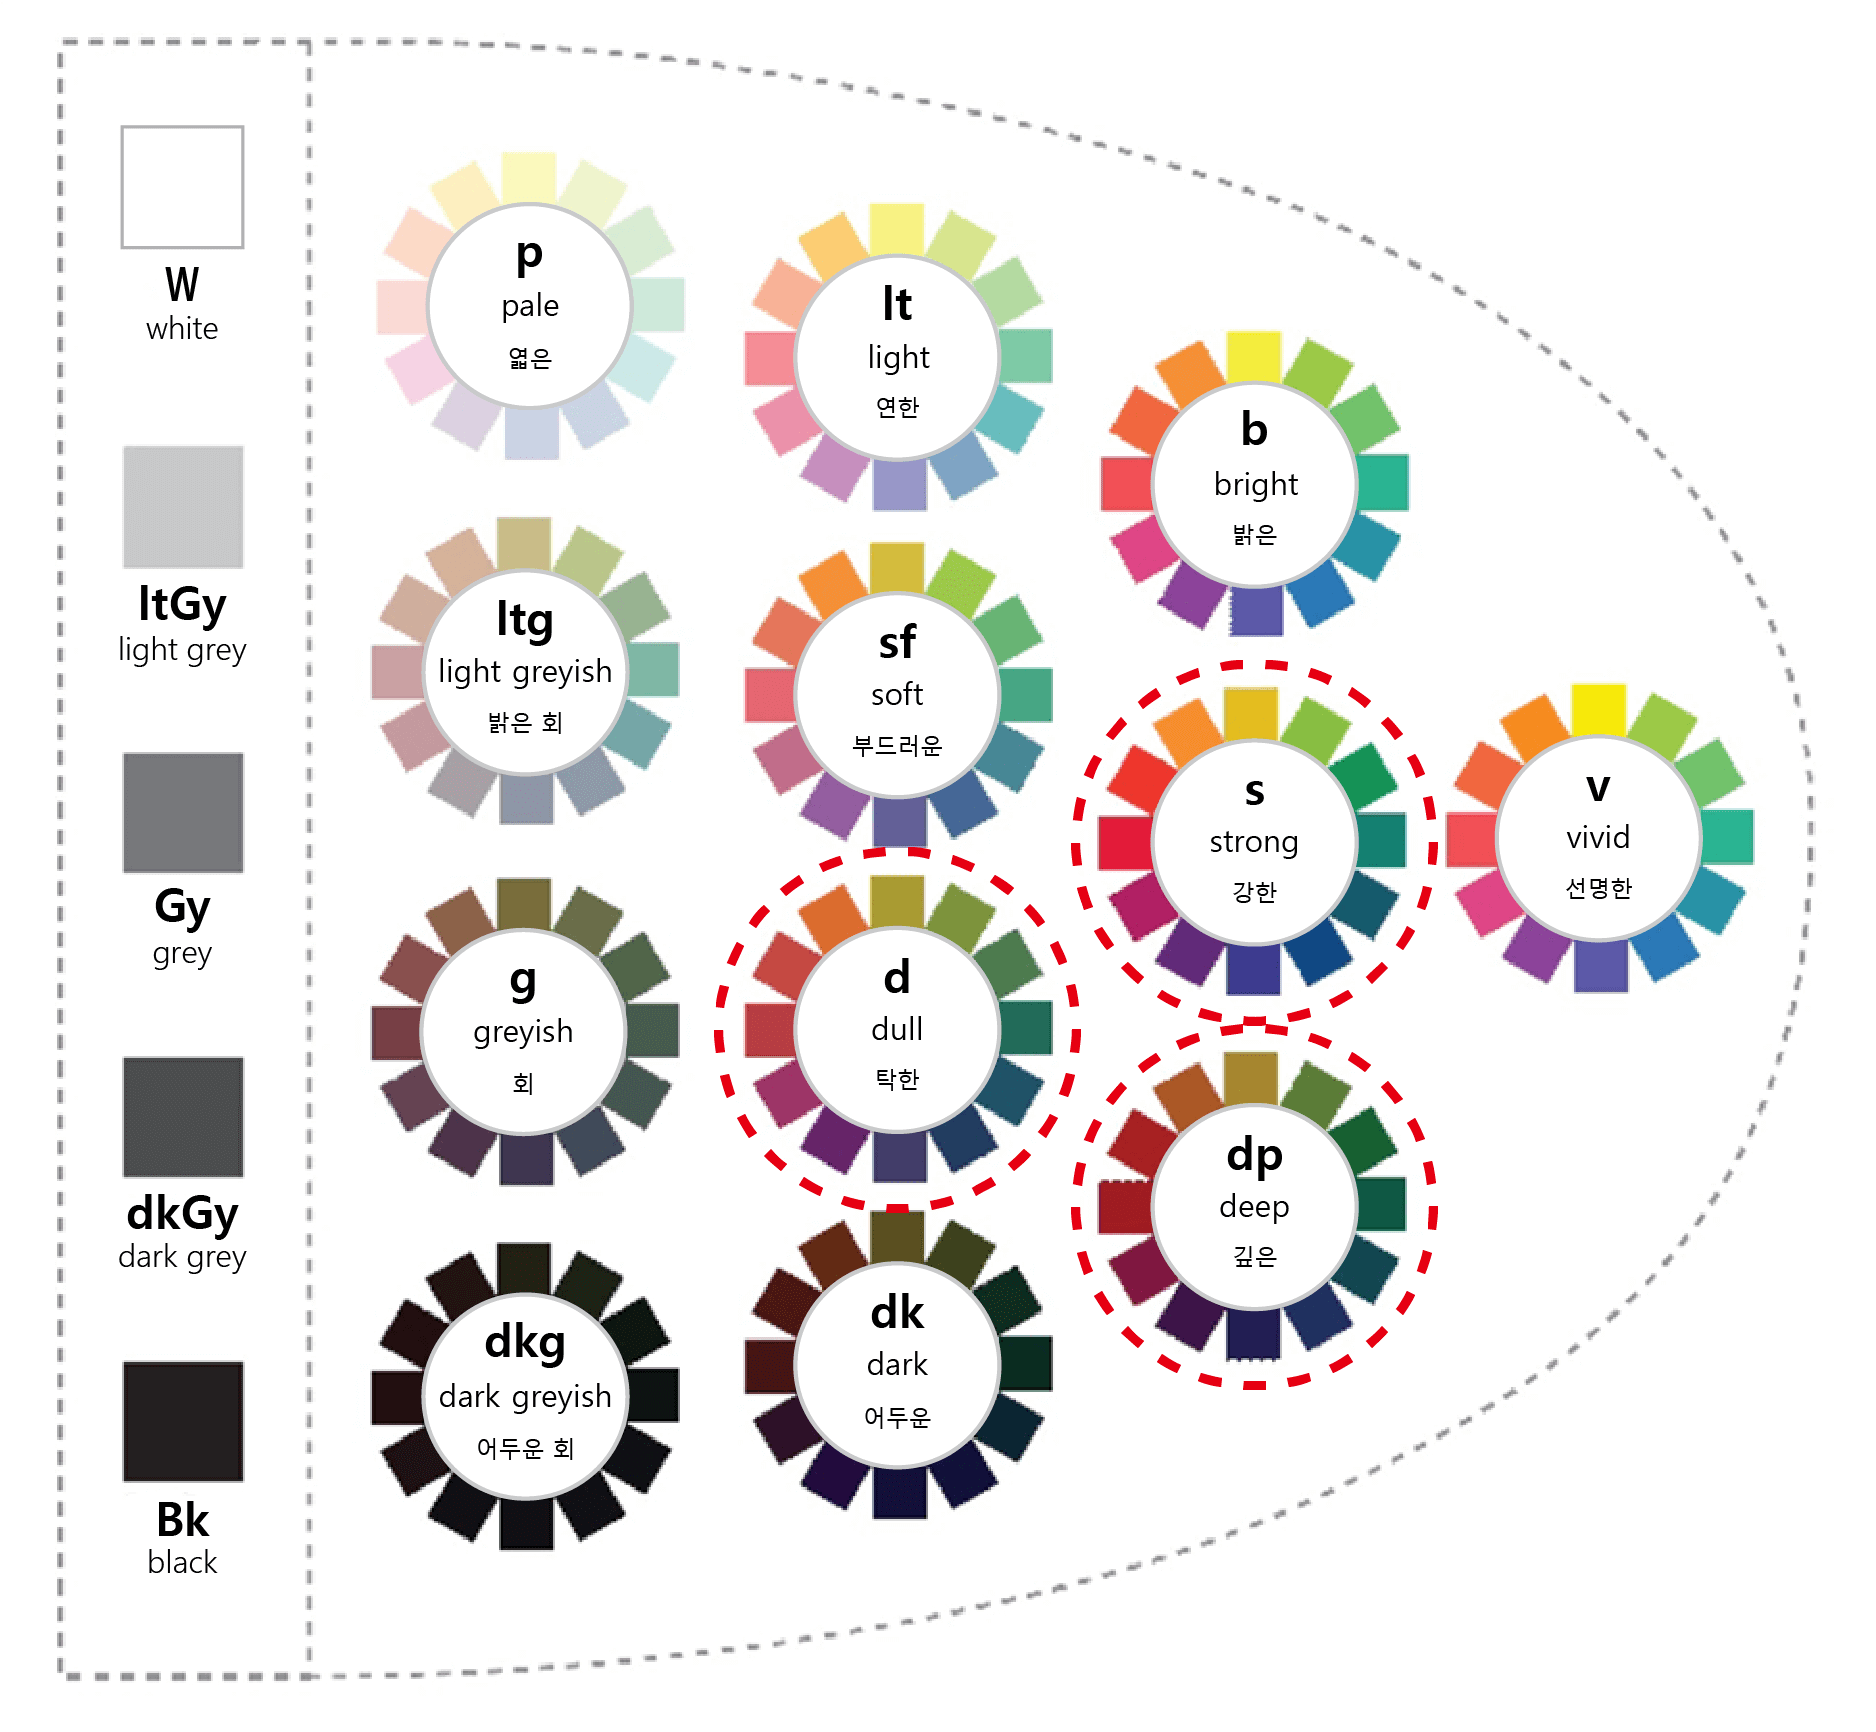 W
white
ltGy
light grey
Gy
grey
dkGy
dark grey
Bk
black
p
pale
엷은
lt
light
연한
b
bright
밝은
ltg
light greyish
밝은 회
sf
soft
부드러운
s
strong
강한
v
vivid
선명한
g
greyish
회
d
dull
탁한
dp
deep
깊은
dkg
dark greyish
어두운 회
dk
dark
어두운